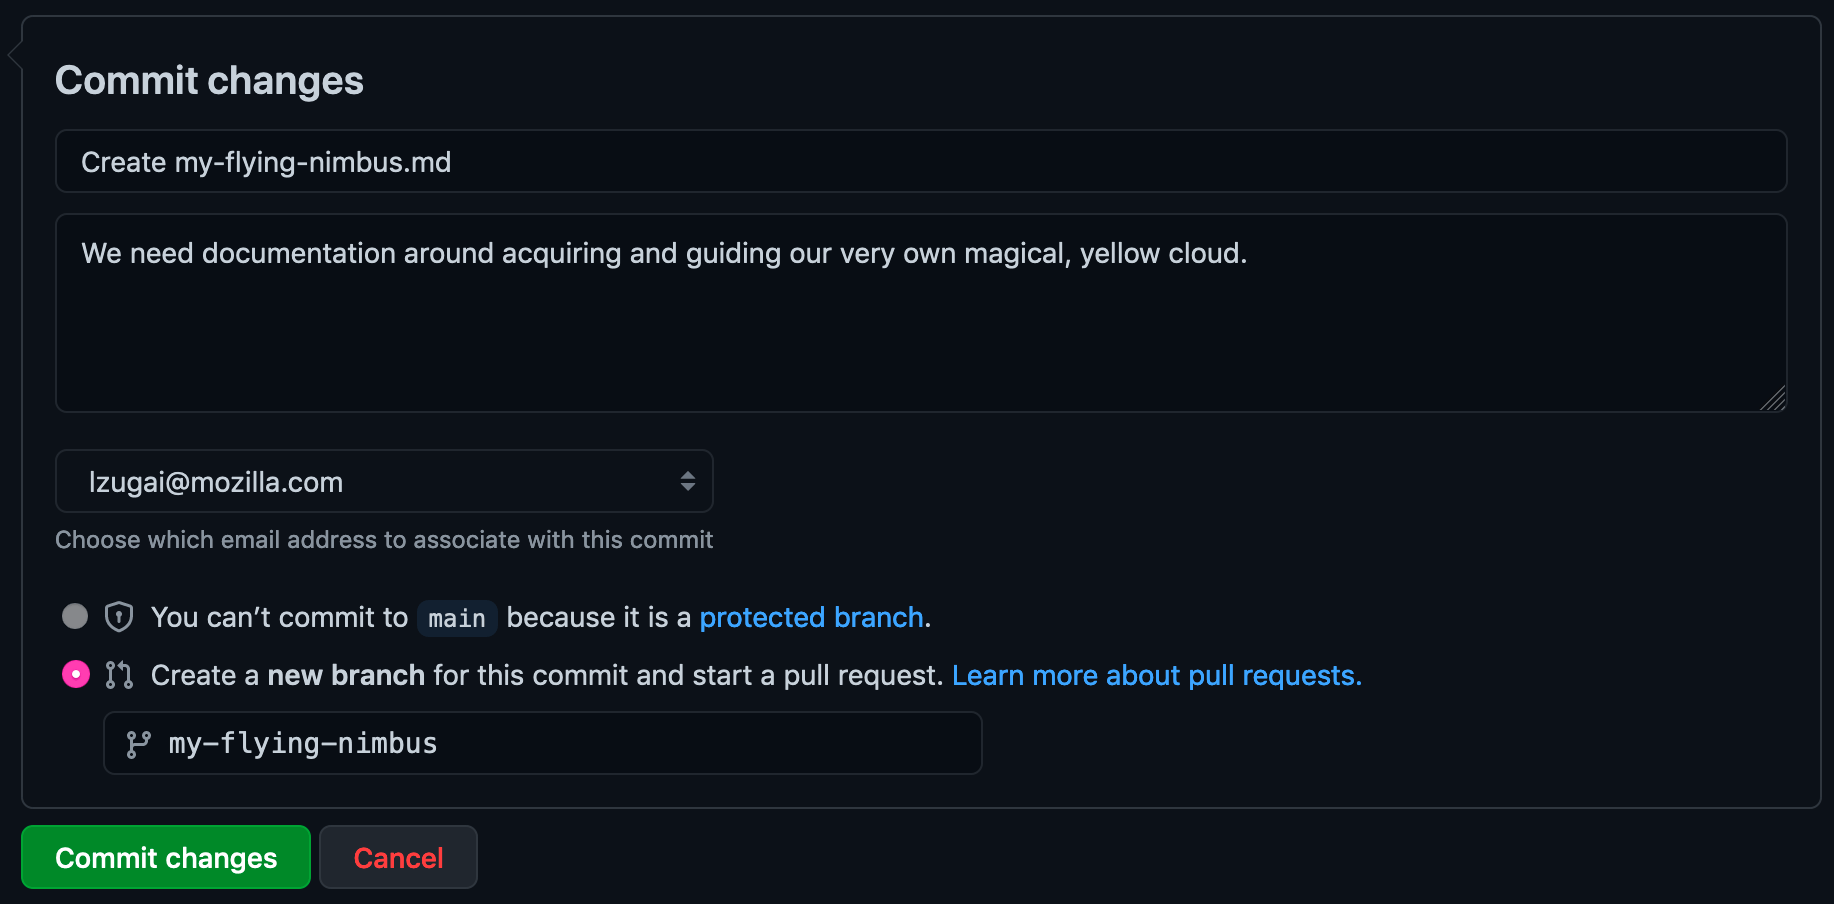 Commit changes
Create my-flying-nimbus.md
We need documentation around acquiring and guiding our very own magical, yellow cloud.
lzugai@mozilla.com
Choose which email address to associate with this commit
You can’t commit to main because it is a protected branch.
Create a new branch for this commit and start a pull request. Learn more about pull requests.
my-flying-nimbus
Commit changes Cancel